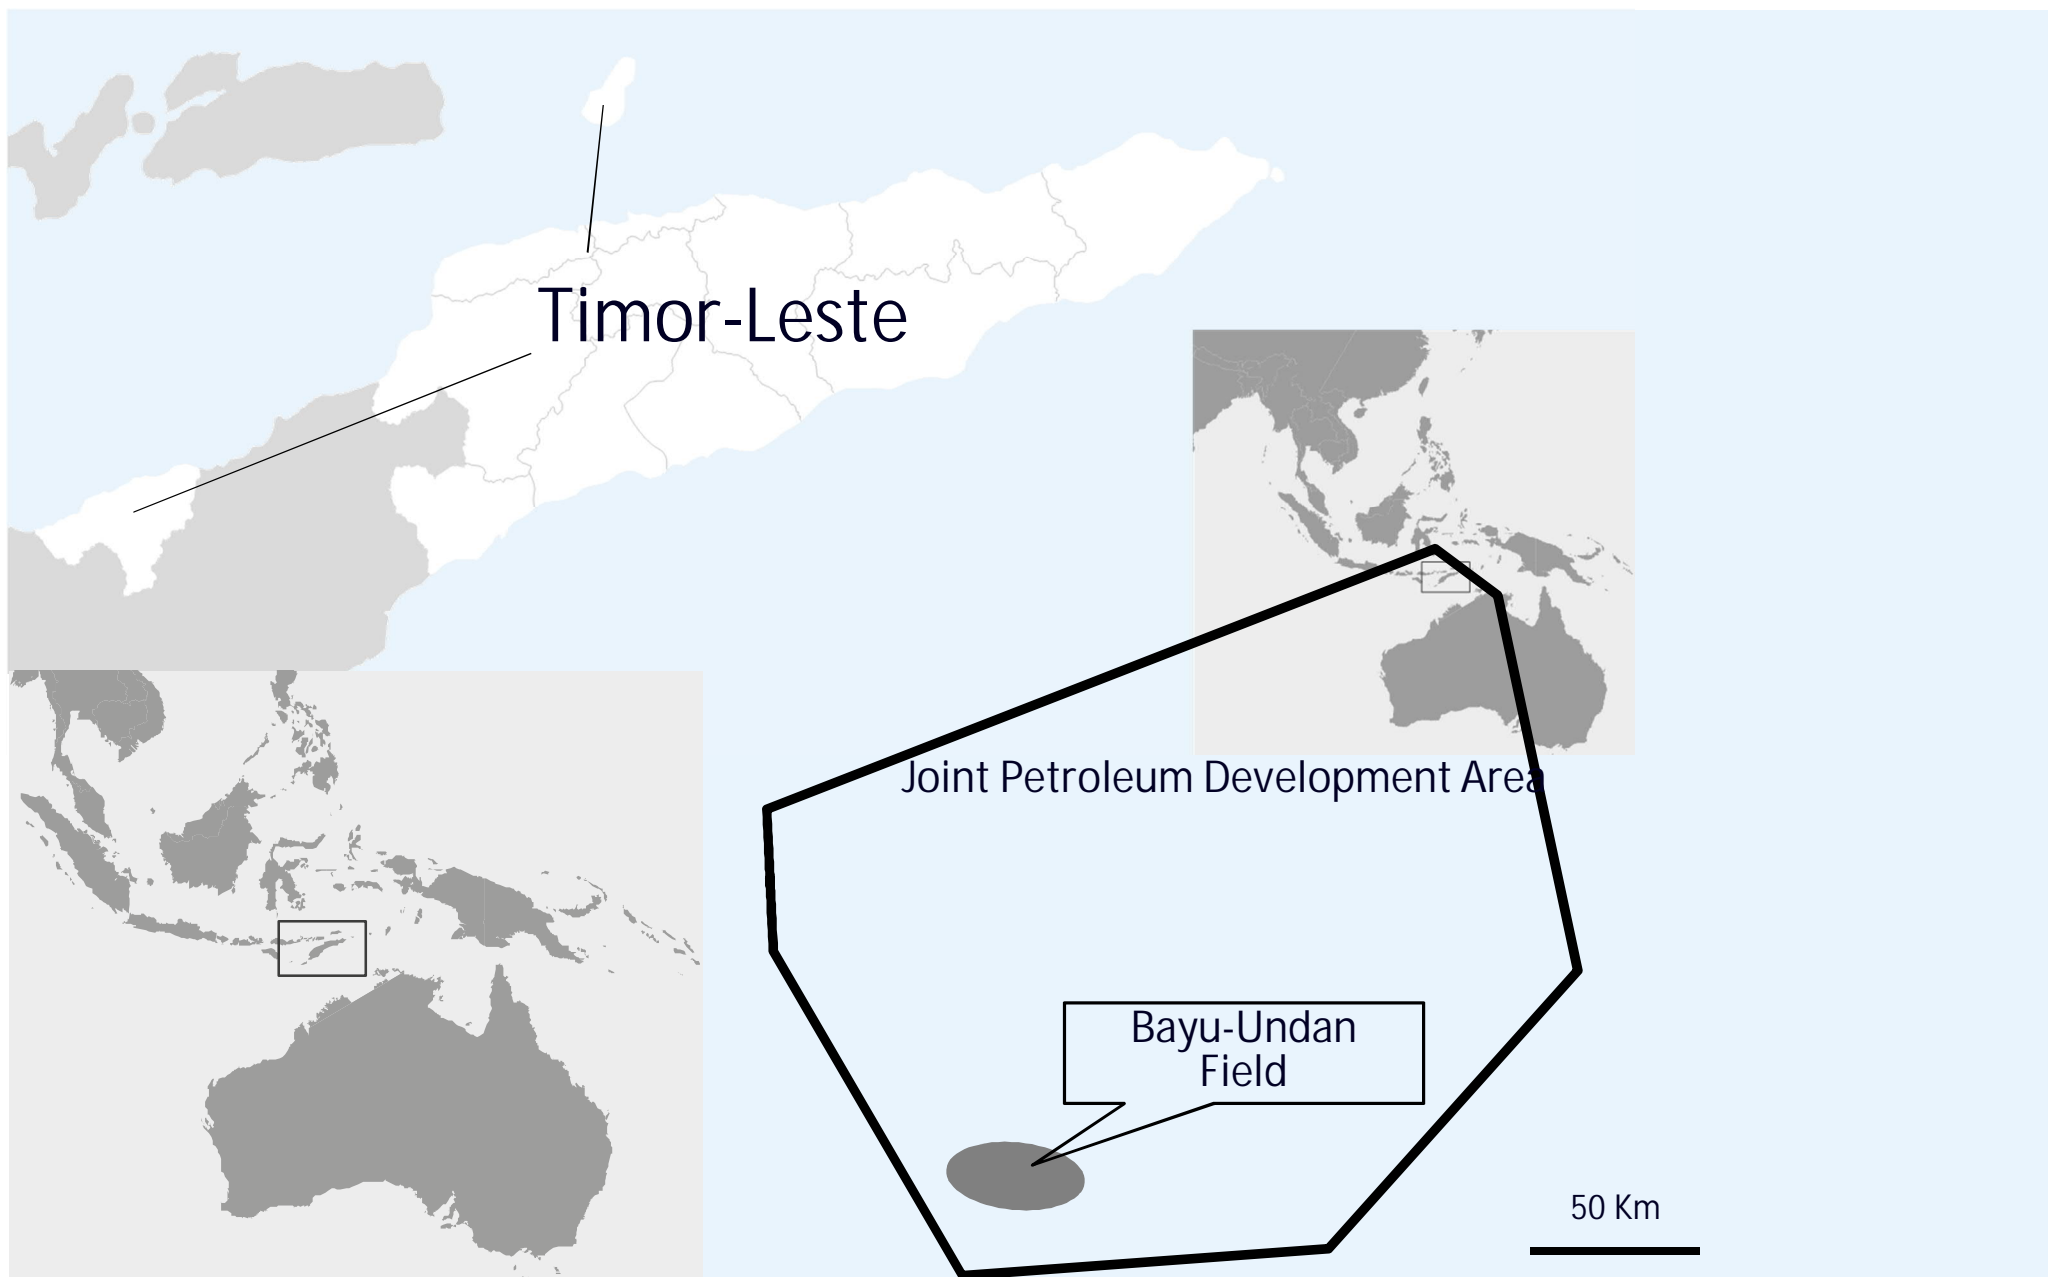 Timor-Leste
Joint Petroleum Development Area
Bayu-Undan
Field
50 Km